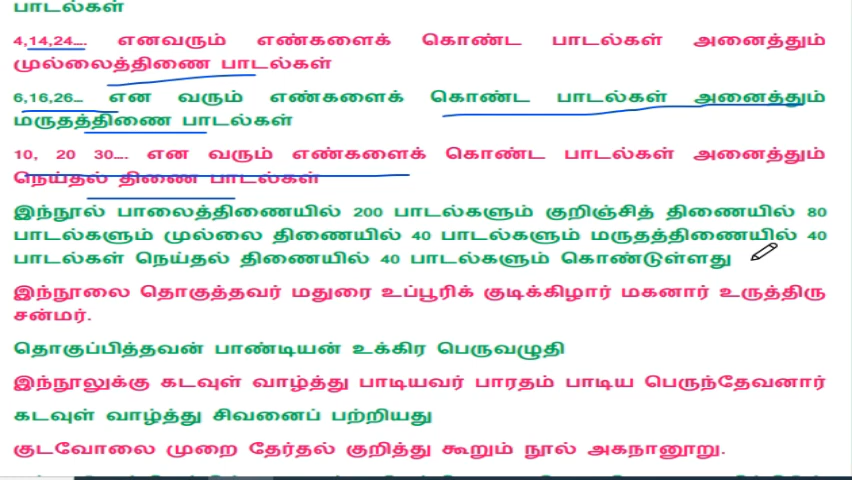 பாடல்கள்
4,14,24.... எனவரும் எண்களைக் கொண்ட பாடல்கள் அனைத்தும்
முல்லைத்திணை பாடல்கள்
6,16,26... என வரும் எண்களைக் கொண்ட பாடல்கள் அனைத்தும்
மருதத்திணை பாடல்கள்
10, 20 30.... என வரும் எண்களைக் கொண்ட பாடல்கள் அனைத்தும்
நெய்தல் திணை பாடல்கள்
இந்நூல் பாலைத்திணையில் 200 பாடல்களும் குறிஞ்சித் திணையில் 80
பாடல்களும் முல்லை திணையில் 40 பாடல்களும் மருதத்திணையில் 40
பாடல்கள் நெய்தல் திணையில் 40 பாடல்களும் கொண்டுள்ளது
இந்நூலை தொகுத்தவர் மதுரை உப்பூரிக் குடிக்கிழார் மகனார் உருத்திரு
சன்மர்.
தொகுப்பித்தவன் பாண்டியன் உக்கிர பெருவழுதி
இந்நூலுக்கு கடவுள் வாழ்த்து பாடியவர் பாரதம் பாடிய பெருந்தேவனார்
கடவுள் வாழ்த்து சிவனைப் பற்றியது
குடவோலை முறை தேர்தல் குறித்து கூறும் நூல் அகநானூறு.